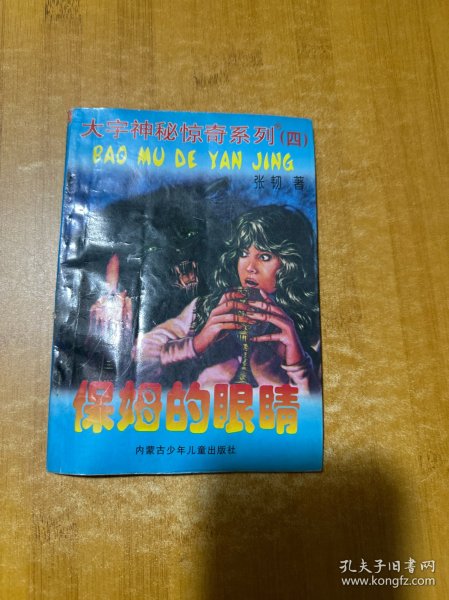 大宇神秘惊奇系列(四)
BAO MU DE YAN JING
张韧 著
保姆的眼睛
内蒙古少年儿童出版社
孔夫子旧书网
www.kongfz.com